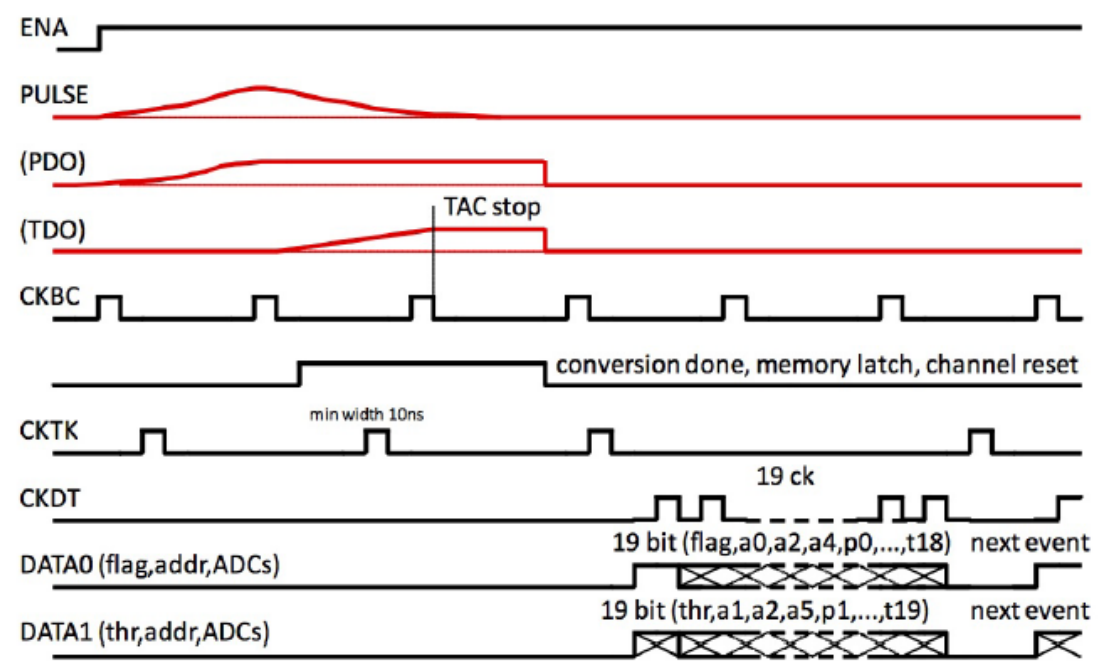 ENA
PULSE
(PDO)
TAC stop
(TDO)
CKBC
conversion done, memory latch, channel reset
min width 10ns
CKTK
19 ck
CKDT
19 bit (flag,a0,a2,a4,p0,...,t18) next event
DATA0 (flag,addr,ADCs)
19 bit (thr,a1,a2,a5,p1,...,t19) next event
DATA1 (thr,addr,ADCs)